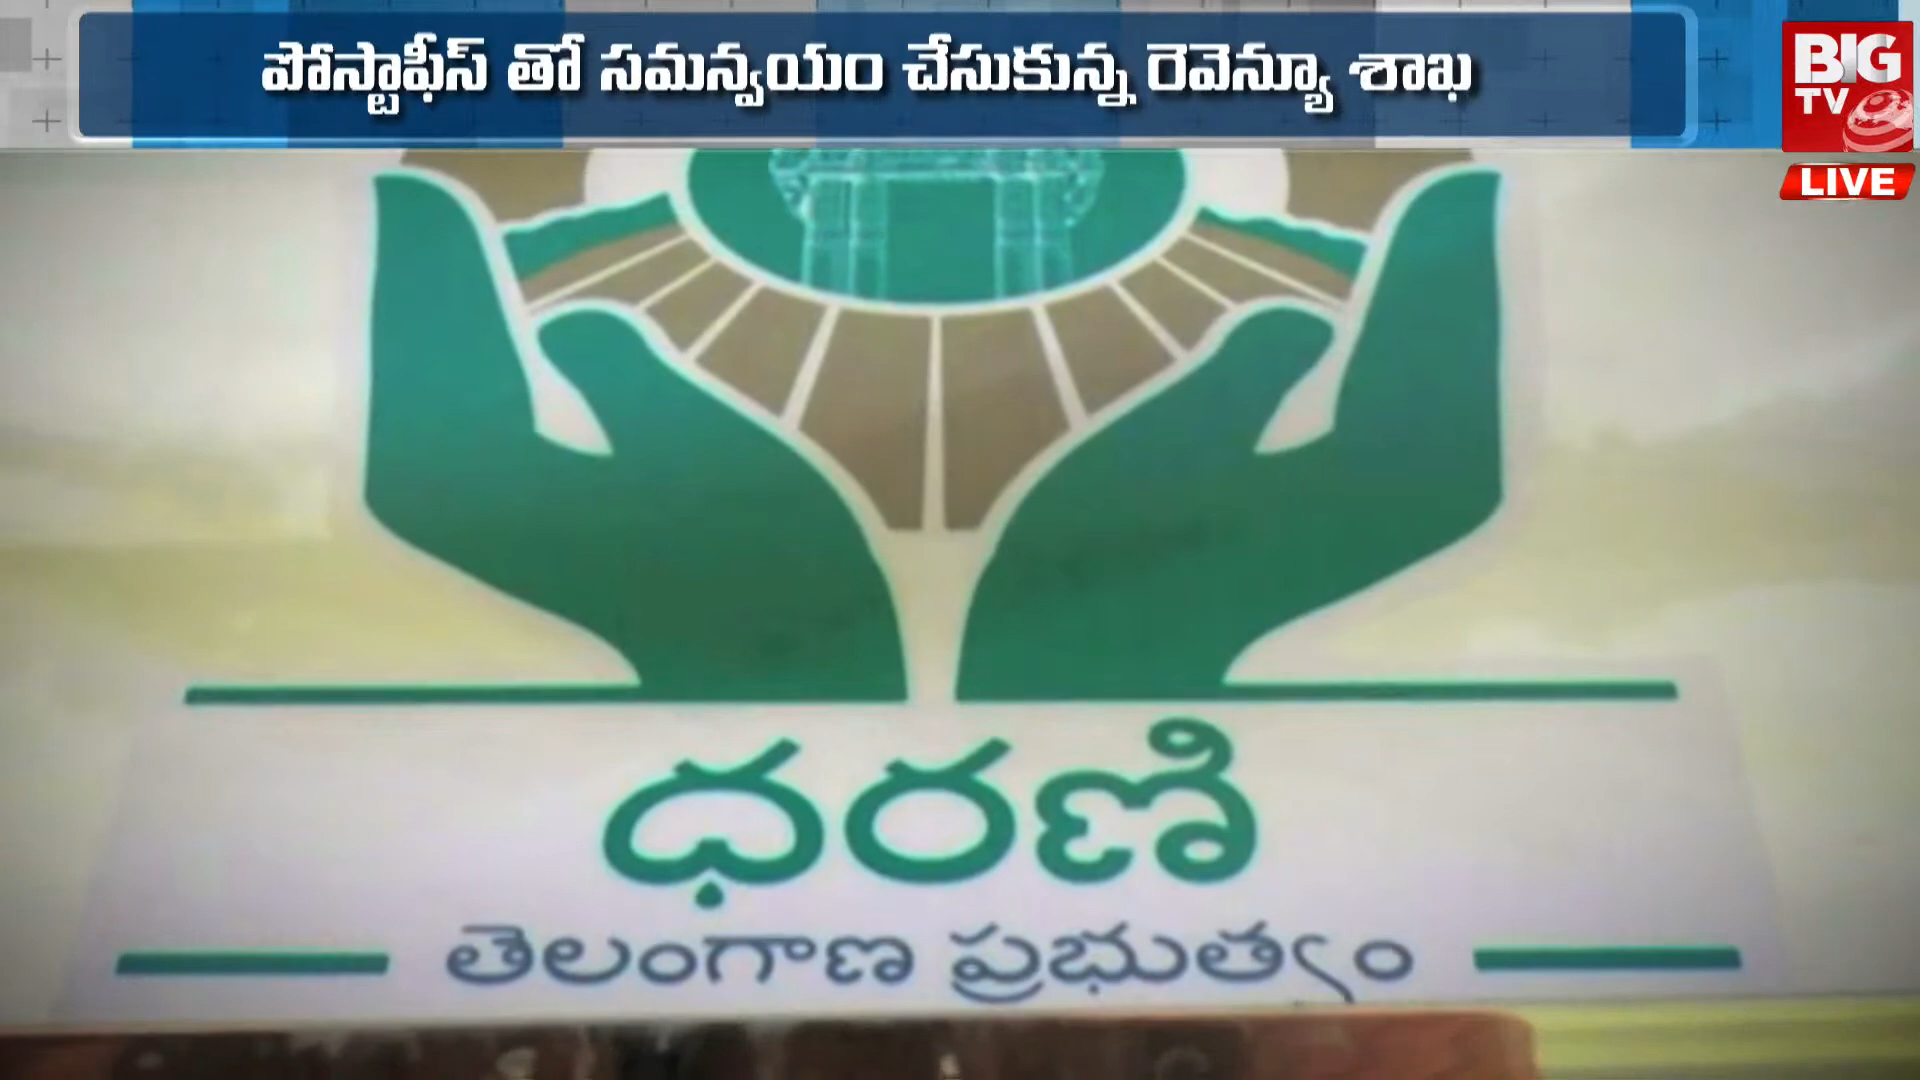 పోస్టాఫీస్ తో సమన్వయం చేసుకున్న రెవెన్యూ శాఖ
BIG
TV
LIVE
ధరణి
తెలంగాణ ప్రభుత్వం